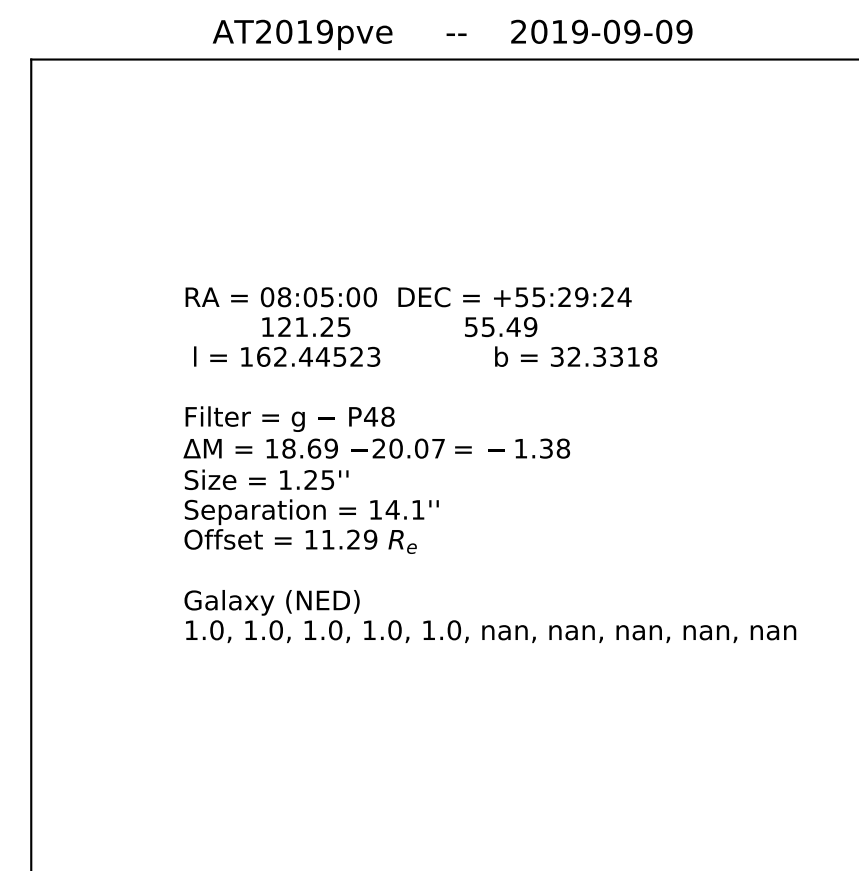 AT2019pve -- 2019-09-09
RA = 08:05:00 DEC = +55:29:24
121.25 55.49
l = 162.44523 b = 32.3318
Filter = g − P48
ΔM = 18.69 −20.07 = − 1.38
Size = 1.25''
Separation = 14.1''
Offset = 11.29 Rₑ
Galaxy (NED)
1.0, 1.0, 1.0, 1.0, 1.0, nan, nan, nan, nan, nan